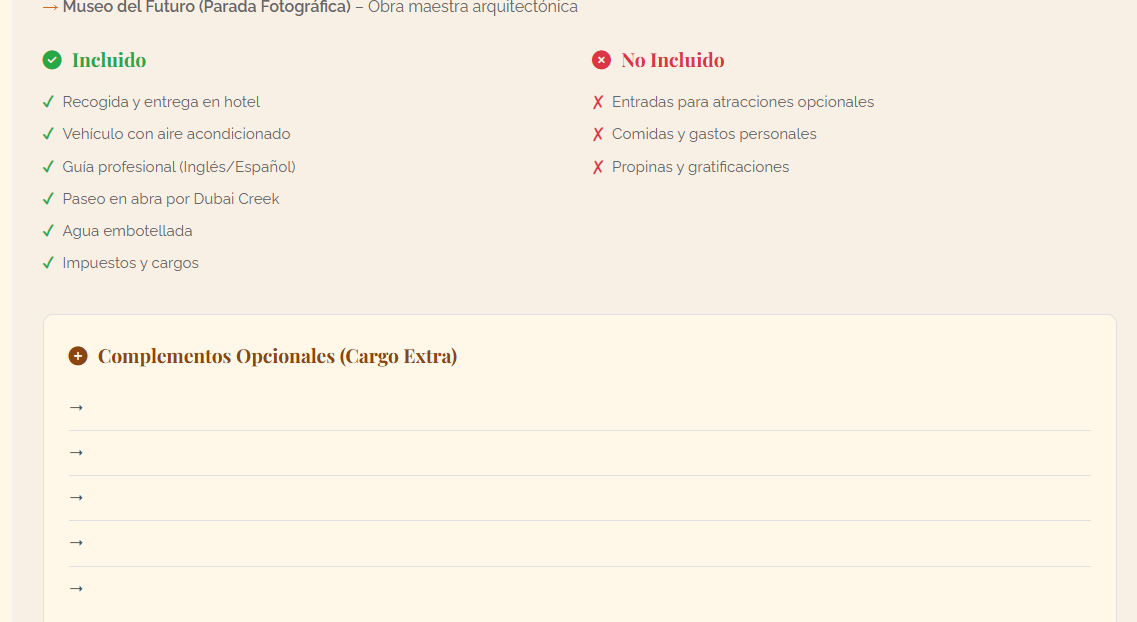 → Museo del Futuro (Parada Fotográfica) – Obra maestra arquitectónica
Incluido
✓ Recogida y entrega en hotel
✓ Vehículo con aire acondicionado
✓ Guía profesional (Inglés/Español)
✓ Paseo en abra por Dubai Creek
✓ Agua embotellada
✓ Impuestos y cargos
No Incluido
✗ Entradas para atracciones opcionales
✗ Comidas y gastos personales
✗ Propinas y gratificaciones
Complementos Opcionales (Cargo Extra)
→
→
→
→
→